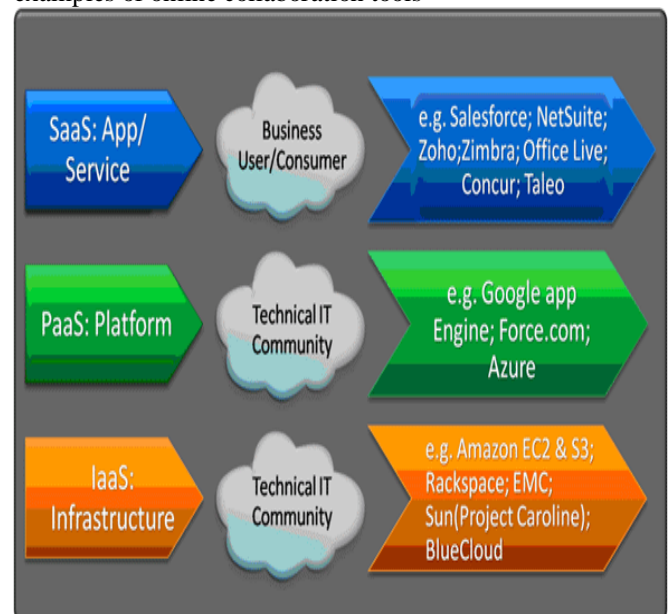 examples of online collaboration tools
SaaS: App/
Service
Business
User/Consumer
e.g. Salesforce; NetSuite;
Zoho;Zimbra; Office Live;
Concur; Taleo
PaaS: Platform
Technical IT
Community
e.g. Google app
Engine; Force.com;
Azure
IaaS:
Infrastructure
Technical IT
Community
e.g. Amazon EC2 & S3;
Rackspace; EMC;
Sun(Project Caroline);
BlueCloud